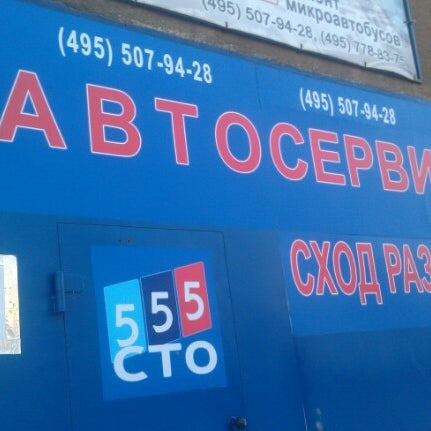 микроавтобусов
(495) 507-94-28, (495) 778-83-7
(495) 507-94-28
(495) 507-94-28
АВТОСЕРВИ
СХОД РАЗ
555
СТО